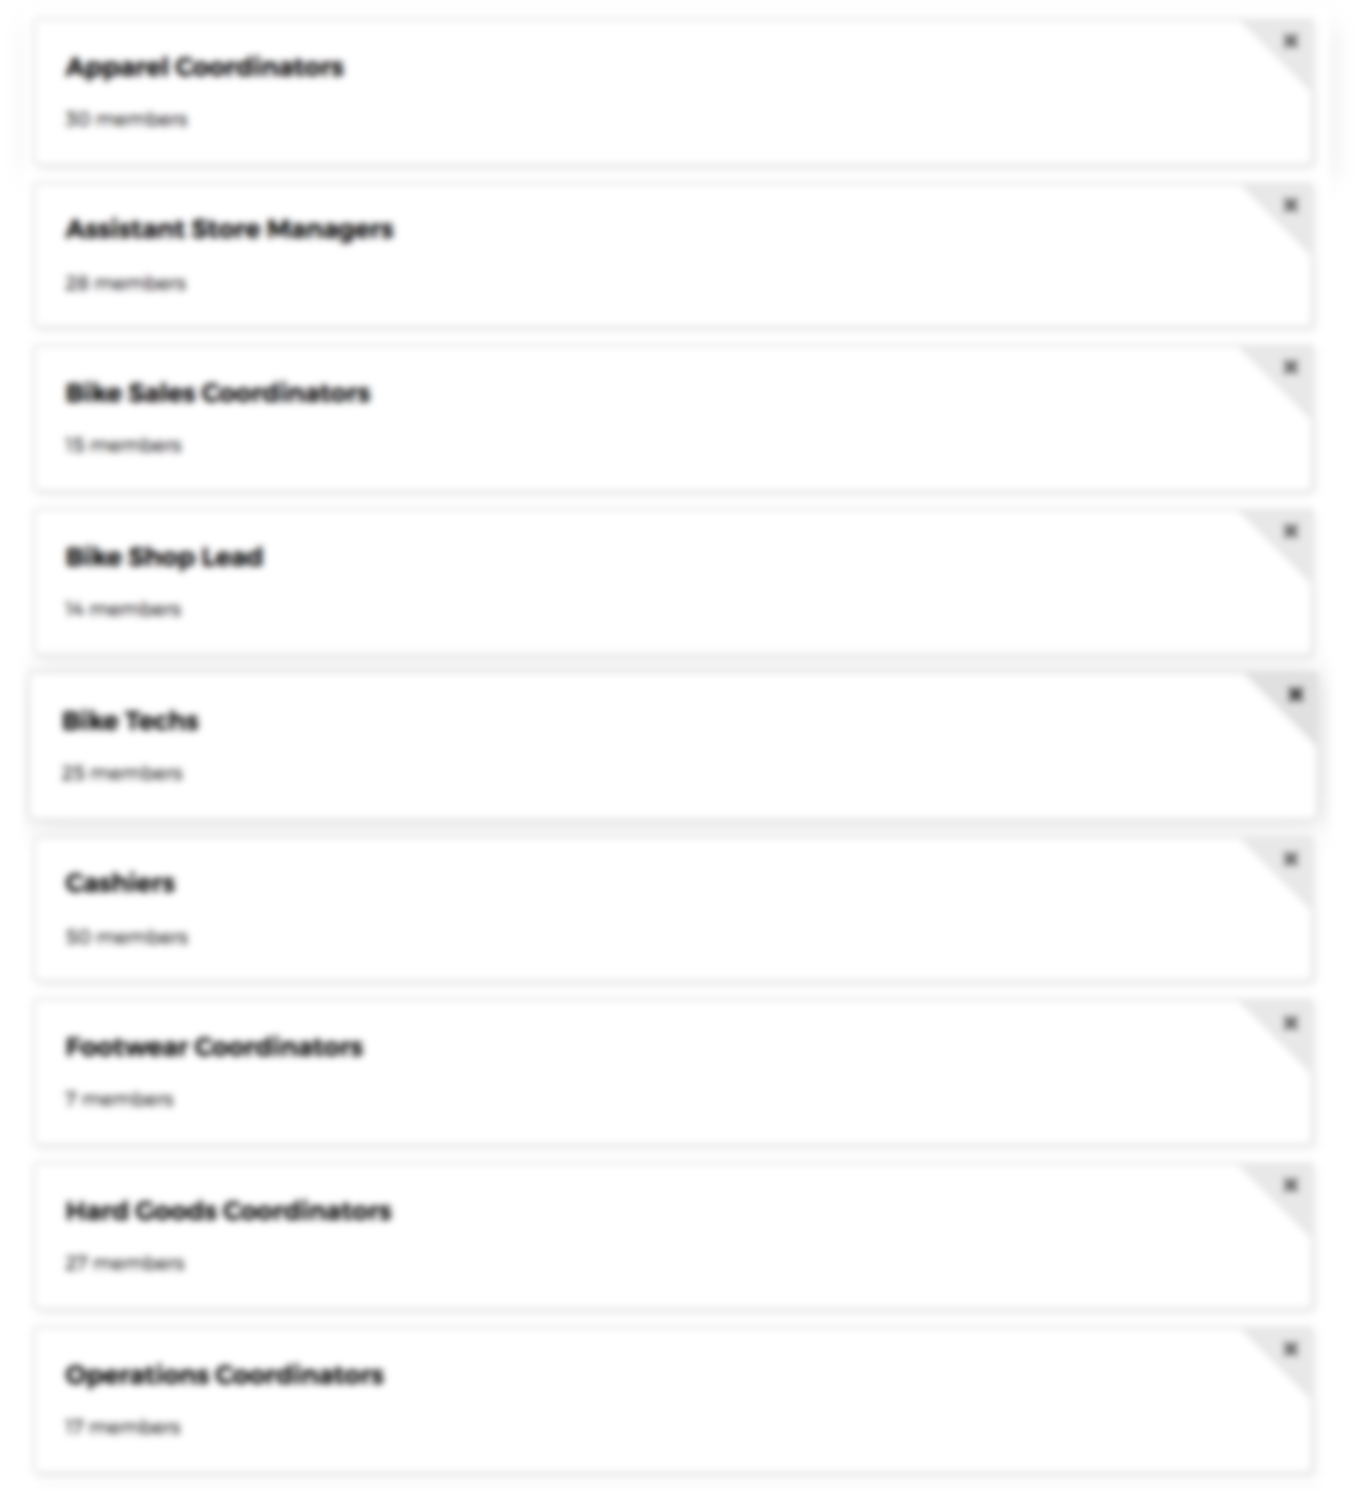 Apparel Coordinators
30 members
Assistant Store Managers
28 members
Bike Sales Coordinators
15 members
Bike Shop Lead
14 members
Bike Techs
25 members
Cashiers
50 members
Footwear Coordinators
7 members
Hard Goods Coordinators
27 members
Operations Coordinators
17 members